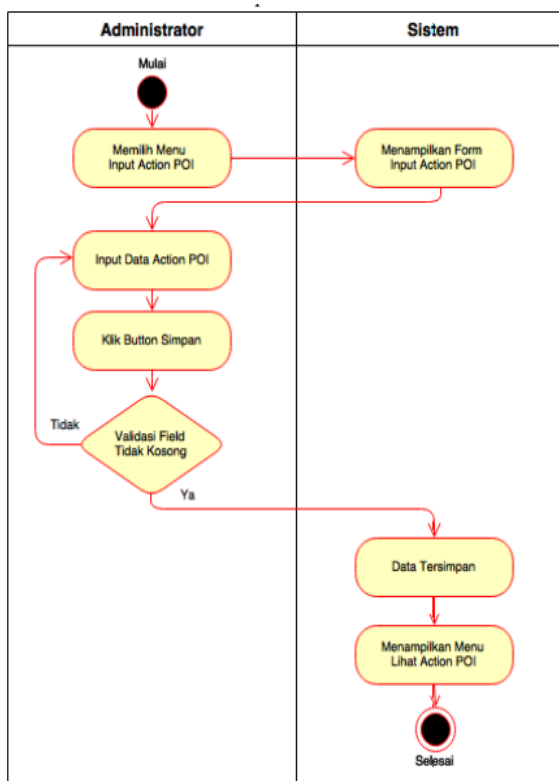 Administrator
Sistem
Mulai
Memilih Menu
Input Action POI
Menampilkan Form
Input Action POI
Input Data Action POI
Klik Button Simpan
Tidak
Validasi Field
Tidak Kosong
Ya
Data Tersimpan
Menampilkan Menu
Lihat Action POI
Selesai